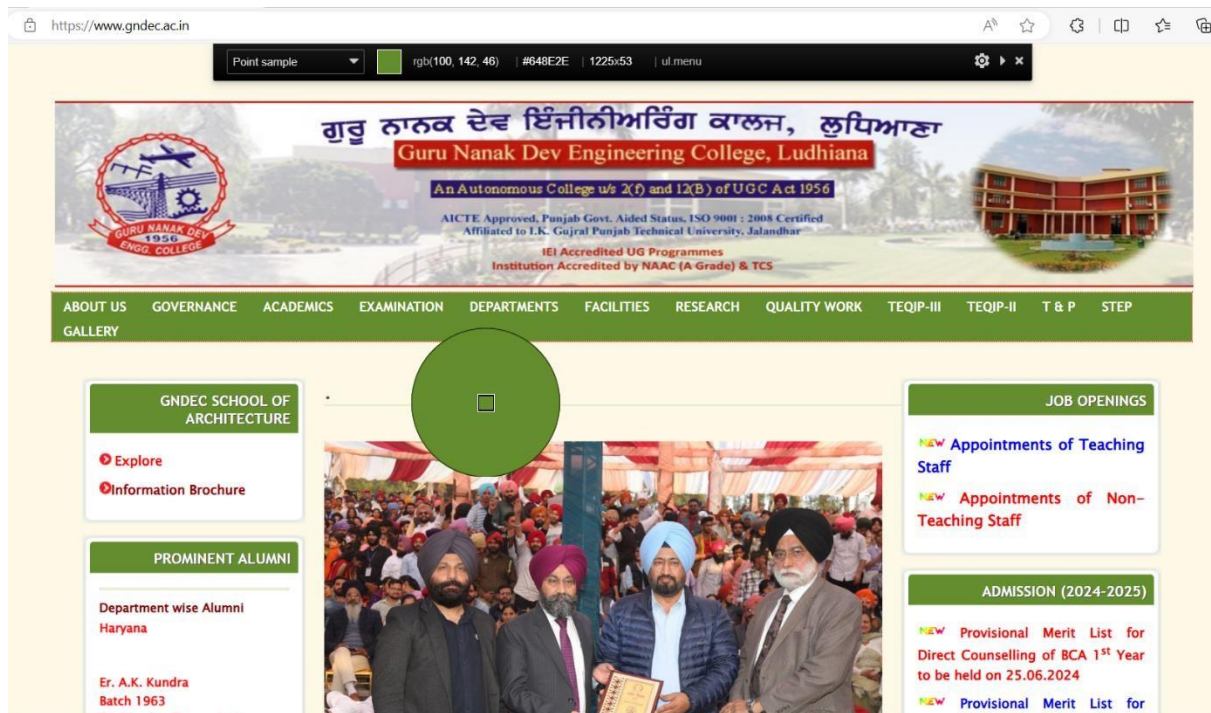 https://www.gndec.ac.in
Point sample
rgb(100, 142, 46) | #648E2E | 1225x53 | ul.menu
ਗੁਰੂ ਨਾਨਕ ਦੇਵ ਇੰਜੀਨੀਅਰਿੰਗ ਕਾਲਜ, ਲੁਧਿਆਣਾ
Guru Nanak Dev Engineering College, Ludhiana
An Autonomous College u/s 2(f) and 12(B) of UGC Act 1956
AICTE Approved, Punjab Govt. Aided Status, ISO 9001 : 2008 Certified
Affiliated to I.K. Gujral Punjab Technical University, Jalandhar
IEI Accredited UG Programmes
Institution Accredited by NAAC (A Grade) & TCS
GURU NANAK DEV
1956
ENGG. COLLEGE
ABOUT US GOVERNANCE ACADEMICS EXAMINATION DEPARTMENTS FACILITIES RESEARCH QUALITY WORK TEQIP-III TEQIP-II T & P STEP
GALLERY
GNDEC SCHOOL OF
ARCHITECTURE
Explore
Information Brochure
PROMINENT ALUMNI
Department wise Alumni
Haryana
Er. A.K. Kundra
Batch 1963
JOB OPENINGS
NEW Appointments of Teaching
Staff
NEW Appointments of Non-
Teaching Staff
ADMISSION (2024-2025)
NEW Provisional Merit List for
Direct Counselling of BCA 1st Year
to be held on 25.06.2024
NEW Provisional Merit List for